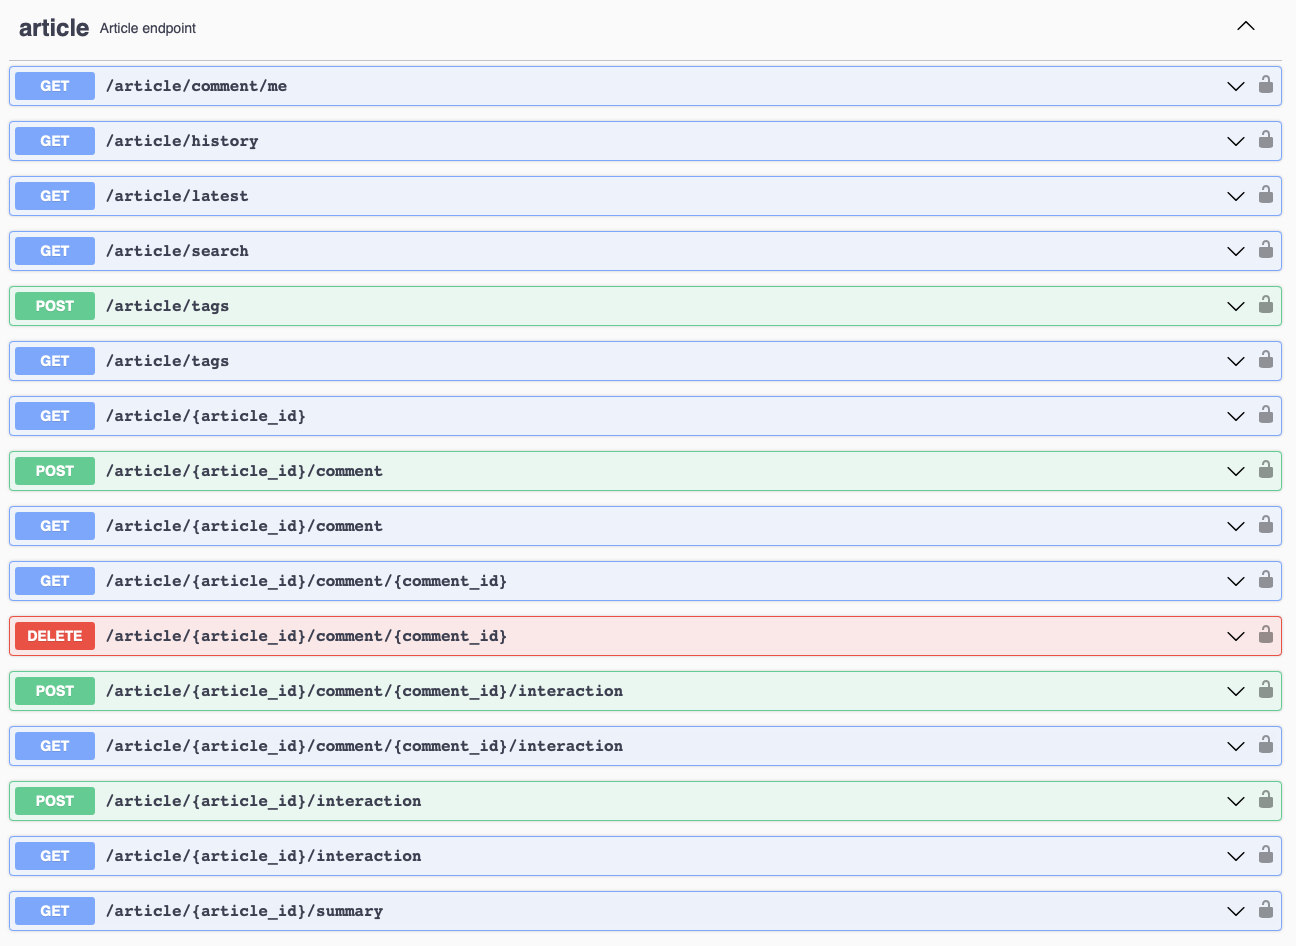 article Article endpoint
GET /article/comment/me
GET /article/history
GET /article/latest
GET /article/search
POST /article/tags
GET /article/tags
GET /article/{article_id}
POST /article/{article_id}/comment
GET /article/{article_id}/comment
GET /article/{article_id}/comment/{comment_id}
DELETE /article/{article_id}/comment/{comment_id}
POST /article/{article_id}/comment/{comment_id}/interaction
GET /article/{article_id}/comment/{comment_id}/interaction
POST /article/{article_id}/interaction
GET /article/{article_id}/interaction
GET /article/{article_id}/summary